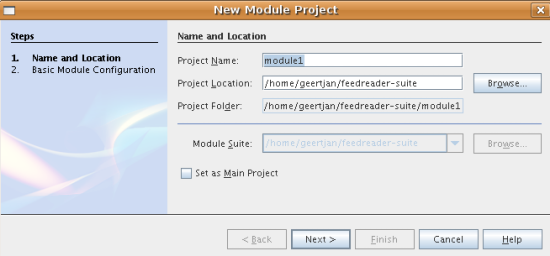 New Module Project
Steps
1. Name and Location
2. Basic Module Configuration
Name and Location
Project Name: module1
Project Location: /home/geertjan/feedreader-suite Browse...
Project Folder: /home/geertjan/feedreader-suite/module1
Module Suite: /home/geertjan/feedreader-suite Browse...
Set as Main Project
< Back Next > Finish Cancel Help